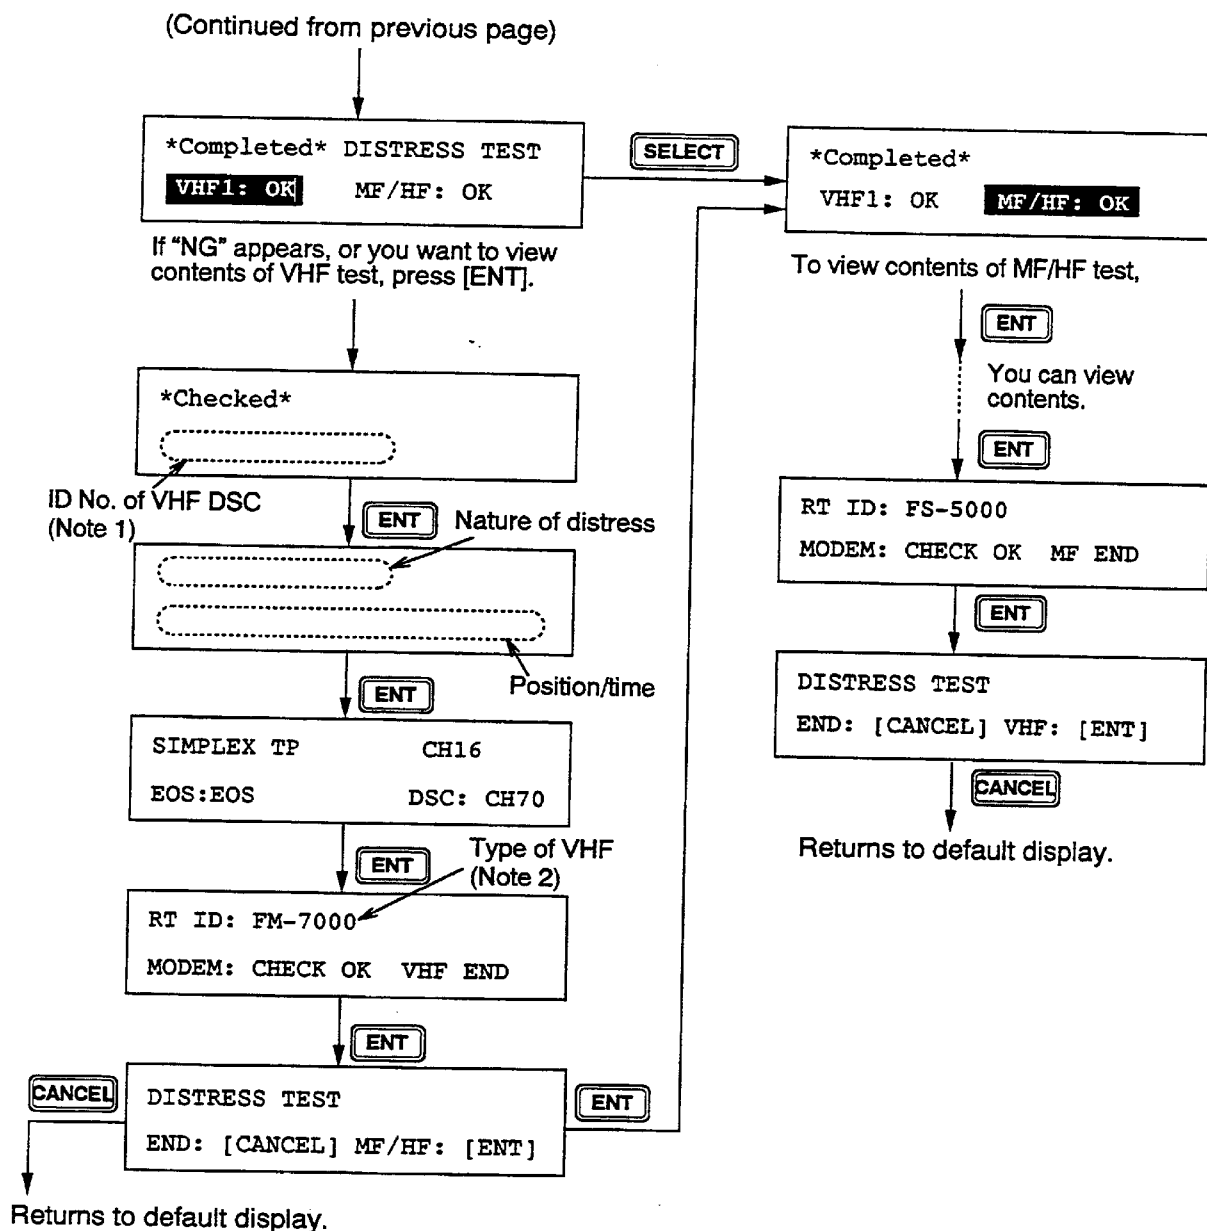 (Continued from previous page)
*Completed* DISTRESS TEST
VHF1: OK MF/HF: OK
SELECT
*Completed*
VHF1: OK MF/HF: OK
If "NG" appears, or you want to view
contents of VHF test, press [ENT].
*Checked*
ID No. of VHF DSC
(Note 1)
ENT
Nature of distress
Position/time
ENT
SIMPLEX TP CH16
EOS:EOS DSC: CH70
ENT
Type of VHF
(Note 2)
RT ID: FM-7000
MODEM: CHECK OK VHF END
ENT
CANCEL
DISTRESS TEST
END: [CANCEL] MF/HF: [ENT]
ENT
Returns to default display.
To view contents of MF/HF test,
ENT
You can view
contents.
ENT
RT ID: FS-5000
MODEM: CHECK OK MF END
ENT
DISTRESS TEST
END: [CANCEL] VHF: [ENT]
CANCEL
Returns to default display.